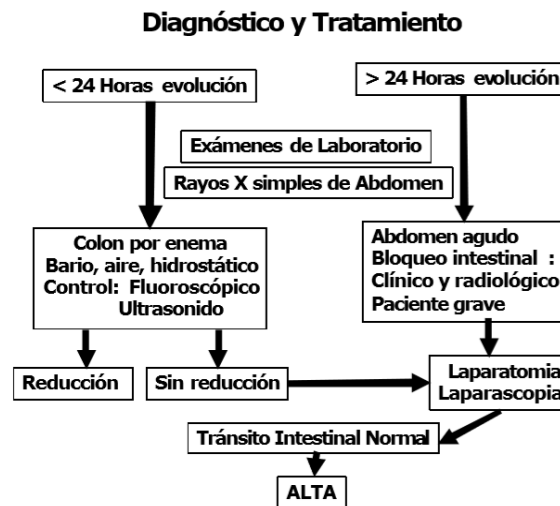 Diagnóstico y Tratamiento
< 24 Horas evolución
> 24 Horas evolución
Exámenes de Laboratorio
Rayos X simples de Abdomen
Colon por enema
Bario, aire, hidrostático
Control: Fluoroscópico
Ultrasonido
Abdomen agudo
Bloqueo intestinal :
Clínico y radiológico
Paciente grave
Reducción
Sin reducción
Laparatomia
Laparascopia
Tránsito Intestinal Normal
ALTA